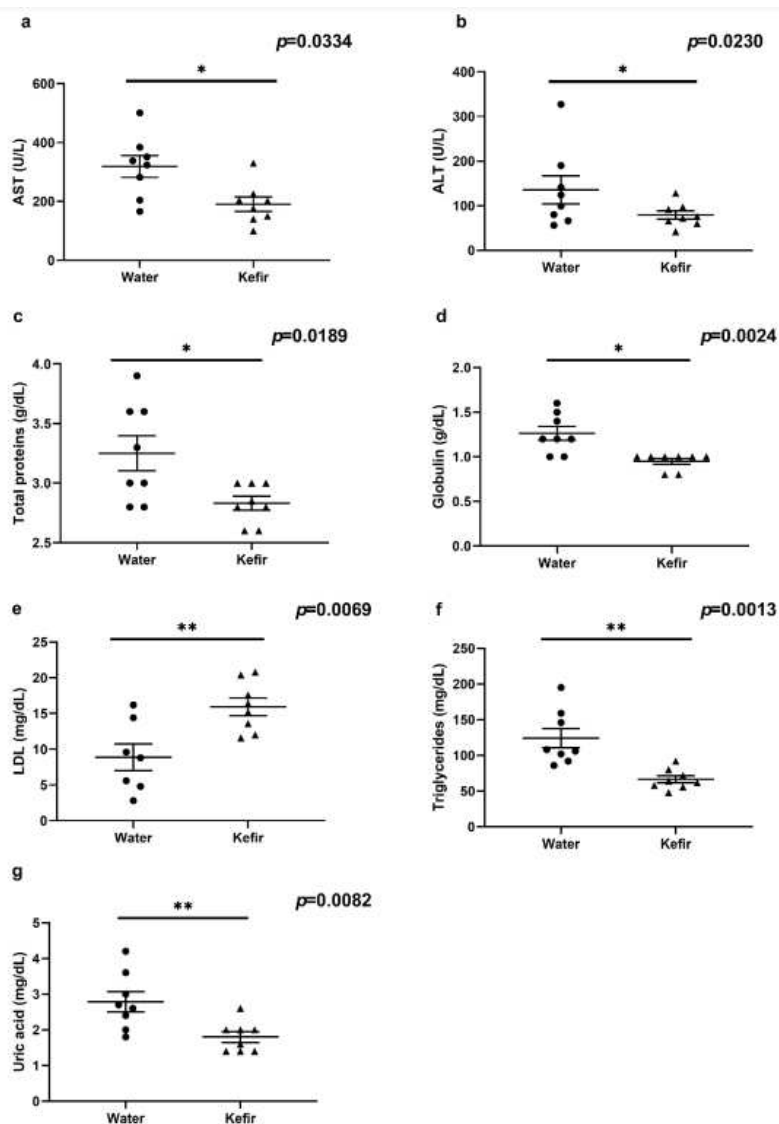 a
p=0.0334
*
600
400
200
0
AST (U/L)
Water
Kefir
b
p=0.0230
*
400
300
200
100
0
ALT (U/L)
Water
Kefir
c
p=0.0189
*
4.0
3.5
3.0
2.5
Total proteins (g/dL)
Water
Kefir
d
p=0.0024
*
2.0
1.5
1.0
0.5
0.0
Globulin (g/dL)
Water
Kefir
e
p=0.0069
**
25
20
15
10
5
0
LDL (mg/dL)
Water
Kefir
f
p=0.0013
**
250
200
150
100
50
0
Triglycerides (mg/dL)
Water
Kefir
g
p=0.0082
**
5
4
3
2
1
0
Uric acid (mg/dL)
Water
Kefir